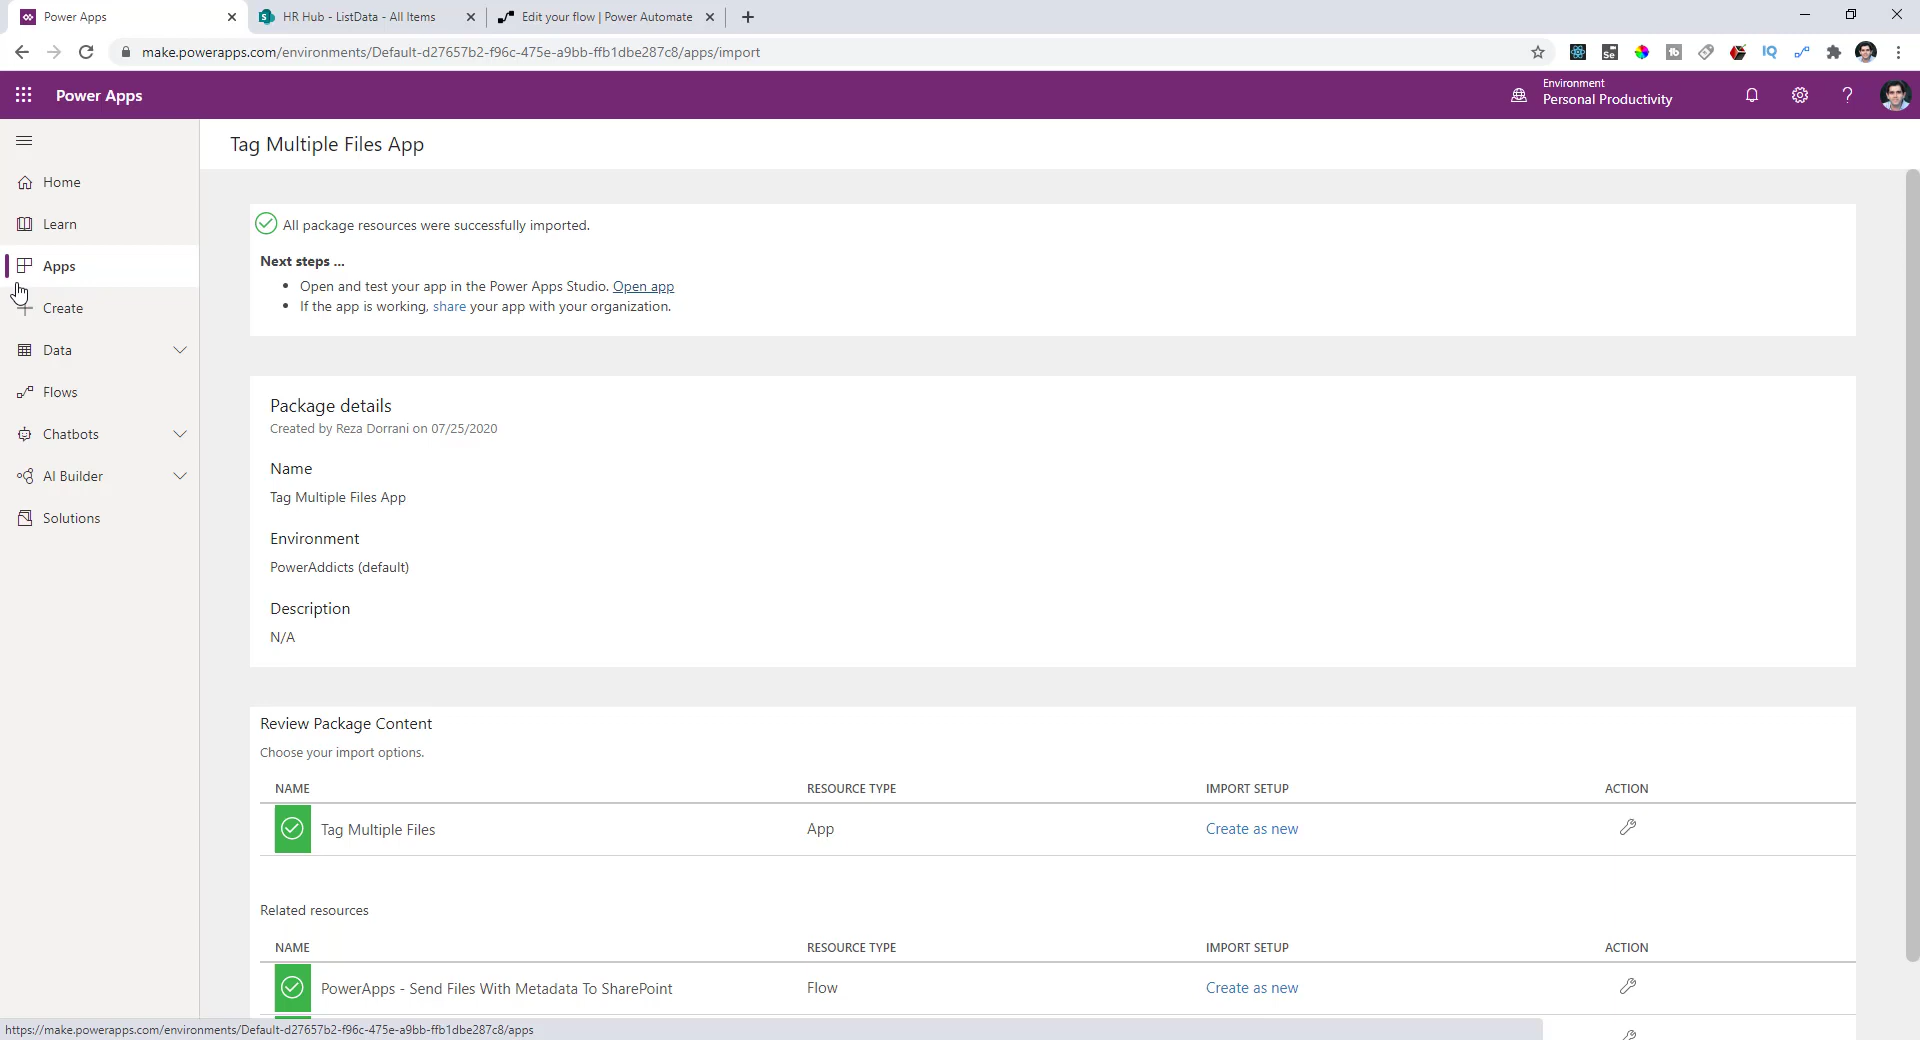 Power Apps
HR Hub - ListData - All Items
Edit your flow | Power Automate
make.powerapps.com/environments/Default-d27657b2-f96c-475e-a9bb-ffb1dbe287c8/apps/import
Se
tb
IQ
Power Apps
Environment
Personal Productivity
Tag Multiple Files App
Home
Learn
Apps
Create
Data
Flows
Chatbots
AI Builder
Solutions
All package resources were successfully imported.
Next steps ...
Open and test your app in the Power Apps Studio. Open app
If the app is working, share your app with your organization.
Package details
Created by Reza Dorrani on 07/25/2020
Name
Tag Multiple Files App
Environment
PowerAddicts (default)
Description
N/A
Review Package Content
Choose your import options.
NAME RESOURCE TYPE IMPORT SETUP ACTION
Tag Multiple Files App Create as new
Related resources
NAME RESOURCE TYPE IMPORT SETUP ACTION
PowerApps - Send Files With Metadata To SharePoint Flow Create as new
https://make.powerapps.com/environments/Default-d27657b2-f96c-475e-a9bb-ffb1dbe287c8/apps